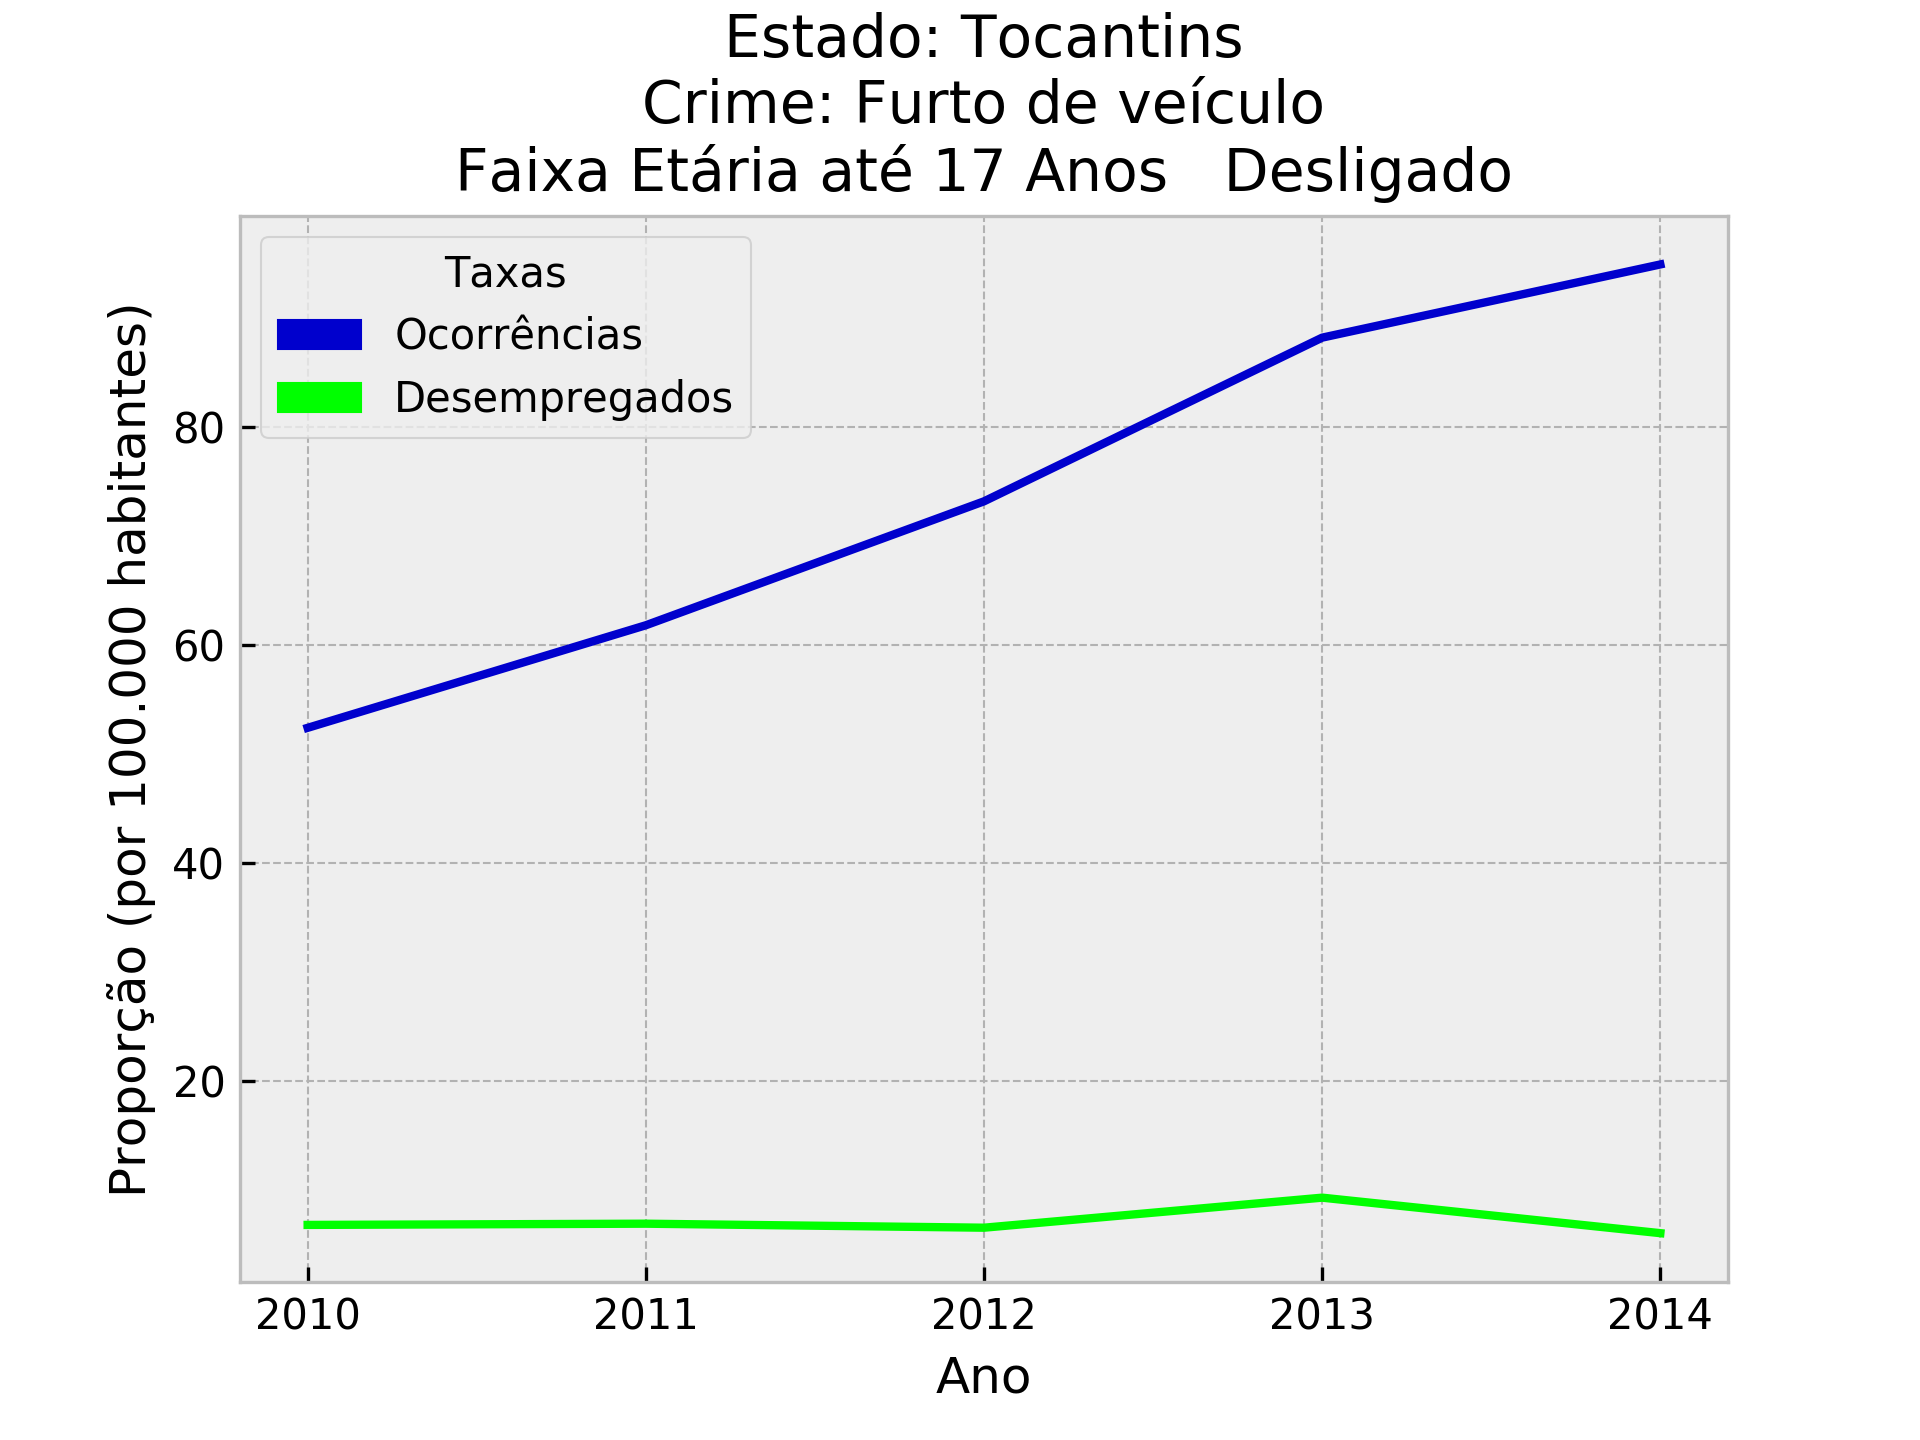 Estado: Tocantins
Crime: Furto de veículo
Faixa Etária até 17 Anos   Desligado
Taxas
Ocorrências
Desempregados
Proporção (por 100.000 habitantes)
80
60
40
20
2010 2011 2012 2013 2014
Ano